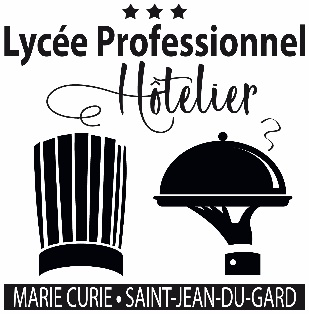 Lycée Professionnel
Hôtelier
MARIE CURIE • SAINT-JEAN-DU-GARD